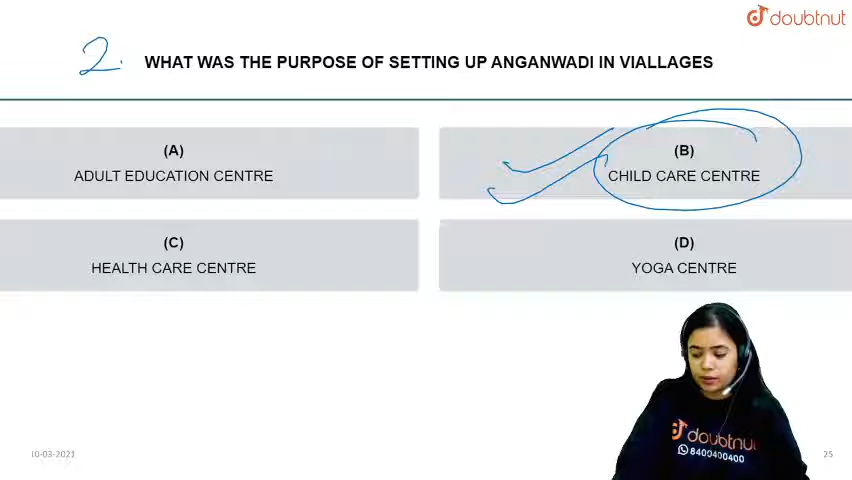 doubtnut
2. WHAT WAS THE PURPOSE OF SETTING UP ANGANWADI IN VIALLAGES
(A)
ADULT EDUCATION CENTRE
(B)
CHILD CARE CENTRE
(C)
HEALTH CARE CENTRE
(D)
YOGA CENTRE
doubtnut
8400400400
10-03-2021
25